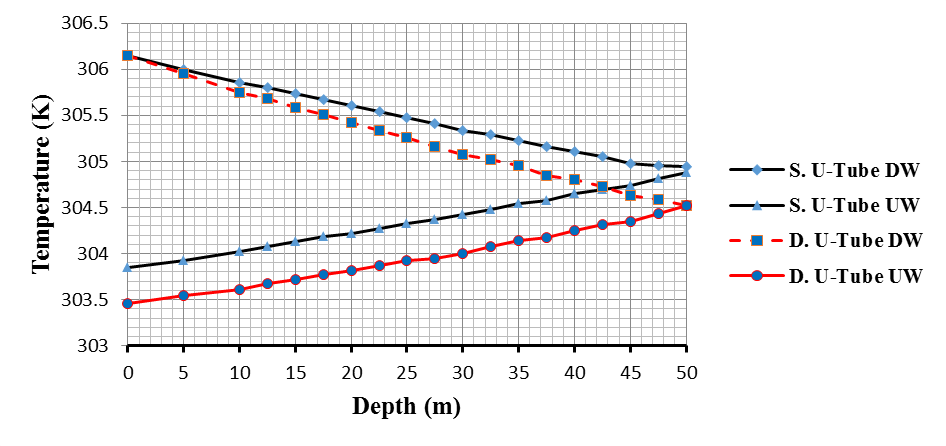 306.5
306
305.5
305
304.5
304
303.5
303
Temperature (K)
0 5 10 15 20 25 30 35 40 45 50
Depth (m)
S. U-Tube DW
S. U-Tube UW
D. U-Tube DW
D. U-Tube UW